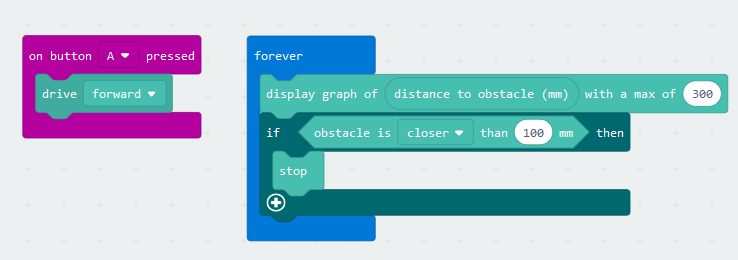 on button A pressed
drive forward
forever
display graph of distance to obstacle (mm) with a max of 300
if obstacle is closer than 100 mm then
stop